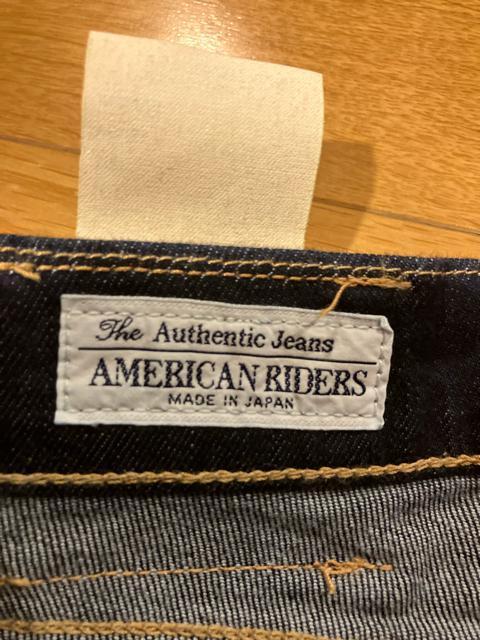 The Authentic Jeans
AMERICAN RIDERS
MADE IN JAPAN